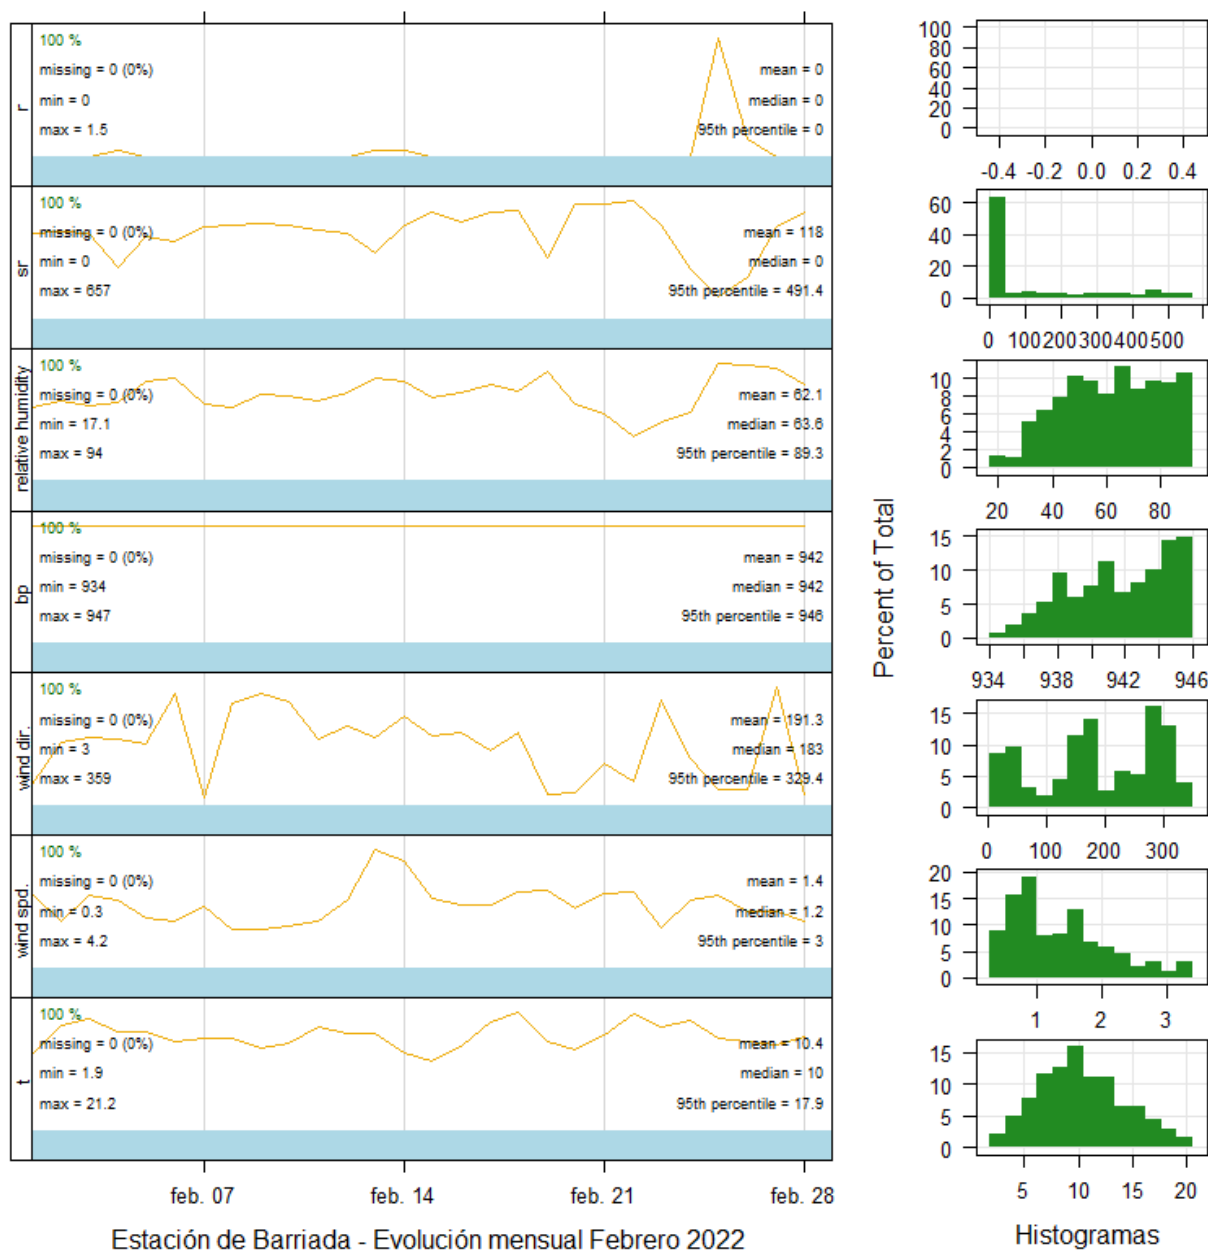 r
100 %
missing = 0 (0%)
min = 0
max = 1.5
mean = 0
median = 0
95th percentile = 0
sr
100 %
missing = 0 (0%)
min = 0
max = 657
mean = 118
median = 0
95th percentile = 491.4
relative humidity
100 %
missing = 0 (0%)
min = 17.1
max = 94
mean = 62.1
median = 63.6
95th percentile = 89.3
bp
100 %
missing = 0 (0%)
min = 934
max = 947
mean = 942
median = 942
95th percentile = 946
wind dir.
100 %
missing = 0 (0%)
min = 3
max = 359
mean = 191.3
median = 183
95th percentile = 329.4
wind spd.
100 %
missing = 0 (0%)
min = 0.3
max = 4.2
mean = 1.4
median = 1.2
95th percentile = 3
t
100 %
missing = 0 (0%)
min = 1.9
max = 21.2
mean = 10.4
median = 10
95th percentile = 17.9
feb. 07 feb. 14 feb. 21 feb. 28
Estación de Barriada - Evolución mensual Febrero 2022
Percent of Total
100
80
60
40
20
0
-0.4 -0.2 0.0 0.2 0.4
60
40
20
0
0 100 200 300 400 500
10
8
6
4
2
0
20 40 60 80
15
10
5
0
934 938 942 946
15
10
5
0
0 100 200 300
20
15
10
5
0
1 2 3
15
10
5
0
5 10 15 20
Histogramas